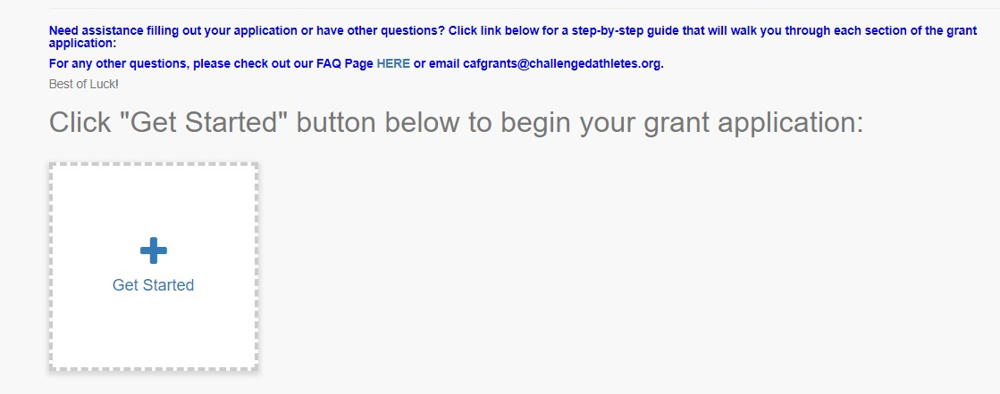 Need assistance filling out your application or have other questions? Click link below for a step-by-step guide that will walk you through each section of the grant
application:
For any other questions, please check out our FAQ Page HERE or email cafgrants@challengedathletes.org.
Best of Luck!
Click "Get Started" button below to begin your grant application:
Get Started